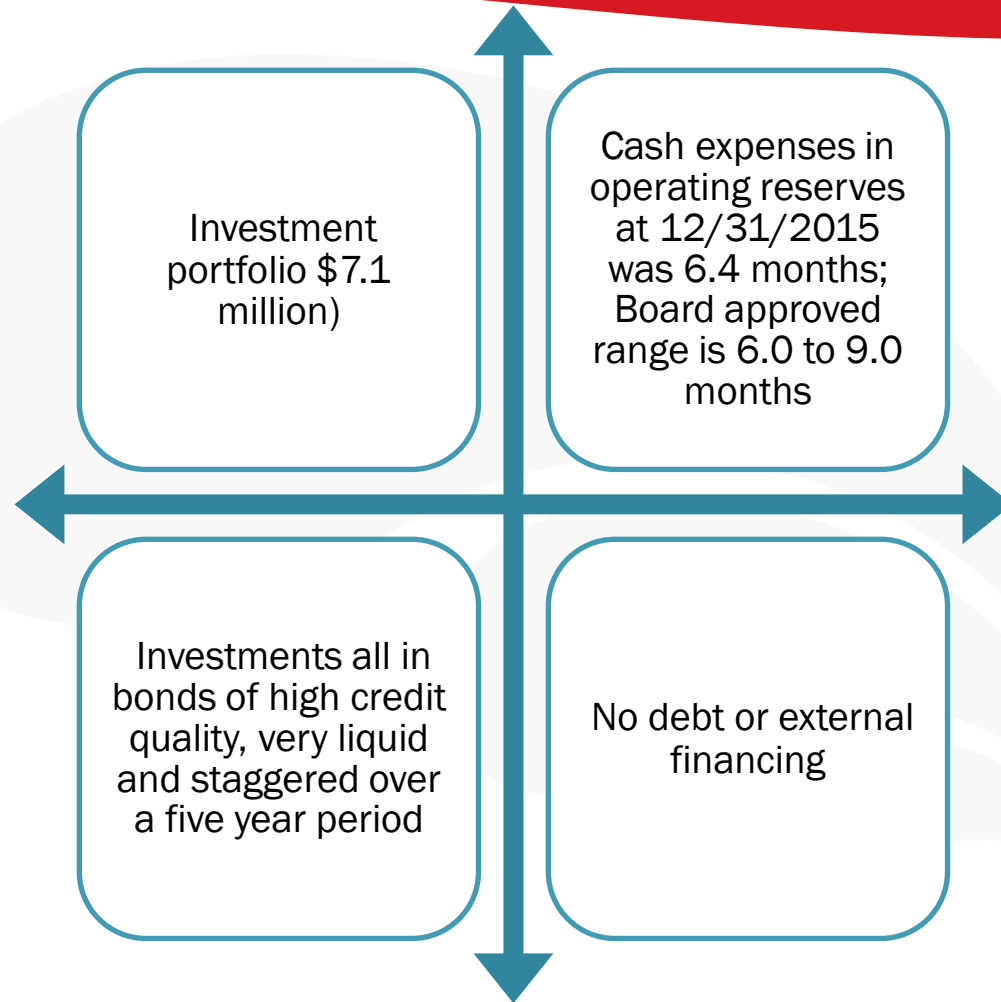 Investment
portfolio $7.1
million)
Cash expenses in
operating reserves
at 12/31/2015
was 6.4 months;
Board approved
range is 6.0 to 9.0
months
Investments all in
bonds of high credit
quality, very liquid
and staggered over
a five year period
No debt or external
financing